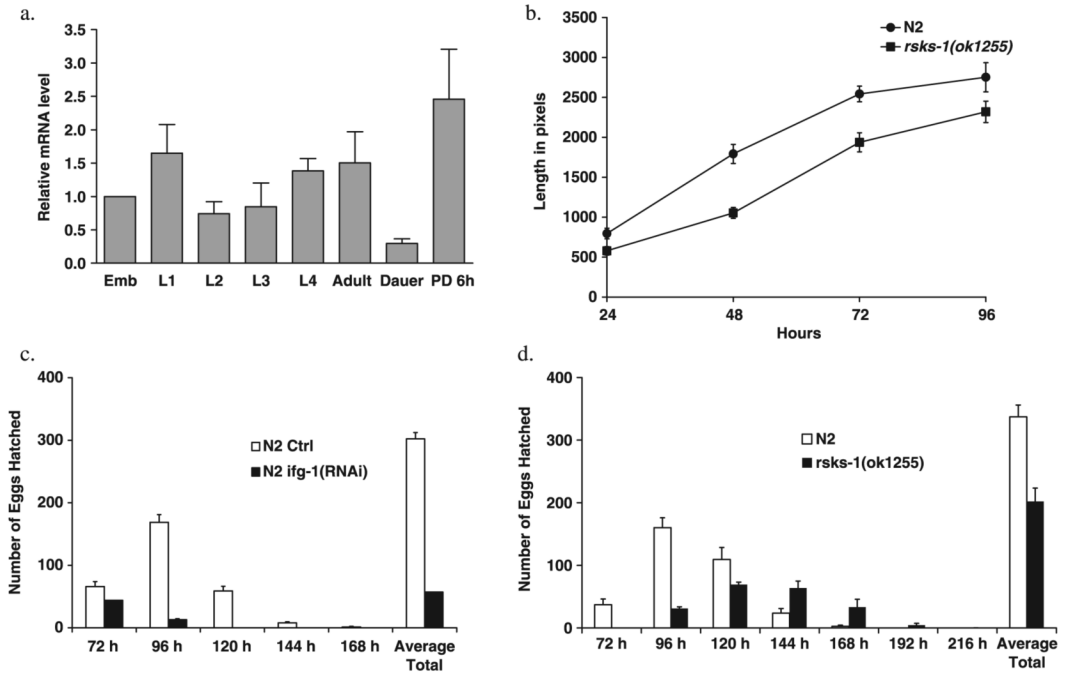 a.
3.5
3.0
2.5
2.0
1.5
1.0
0.5
0.0
Relative mRNA level
Emb L1 L2 L3 L4 Adult Dauer PD 6h
b.
3500
3000
2500
2000
1500
1000
500
0
Length in pixels
N2
rsks-1(ok1255)
24 48 72 96
Hours
c.
400
300
200
100
0
Number of Eggs Hatched
N2 Ctrl
N2 ifg-1(RNAi)
72 h 96 h 120 h 144 h 168 h Average
Total
d.
400
300
200
100
0
Number of Eggs Hatched
N2
rsks-1(ok1255)
72 h 96 h 120 h 144 h 168 h 192 h 216 h Average
Total